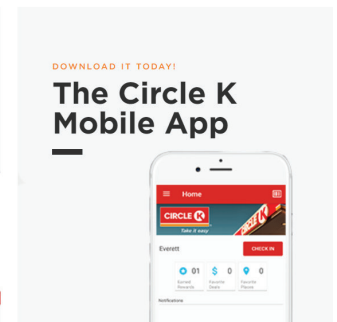 DOWNLOAD IT TODAY!
The Circle K
Mobile App
Home
CIRCLE K
Take it easy
CIRCLE K
Everett
CHECK IN
01
0
0
Earned Rewards
Favorite Deals
Favorite Places
Notifications